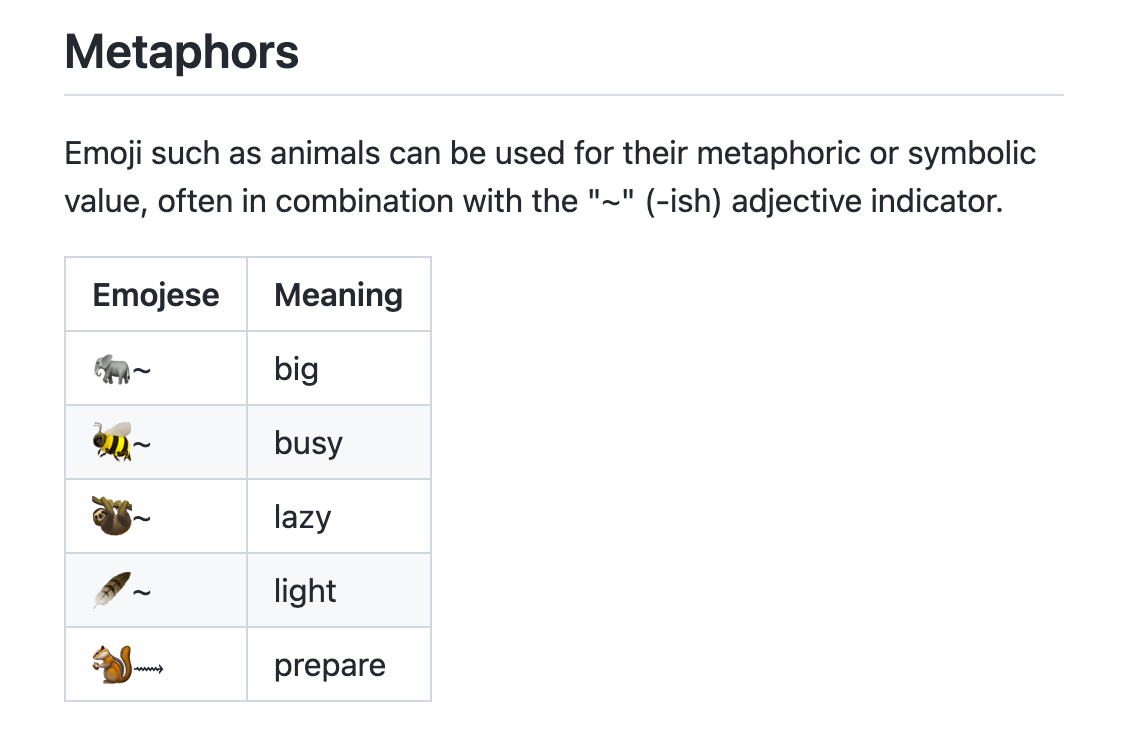 Metaphors
Emoji such as animals can be used for their metaphoric or symbolic
value, often in combination with the "~" (-ish) adjective indicator.
Emojese Meaning
🐘~ big
🐝~ busy
🦥~ lazy
🪶~ light
🐿️⬳ prepare